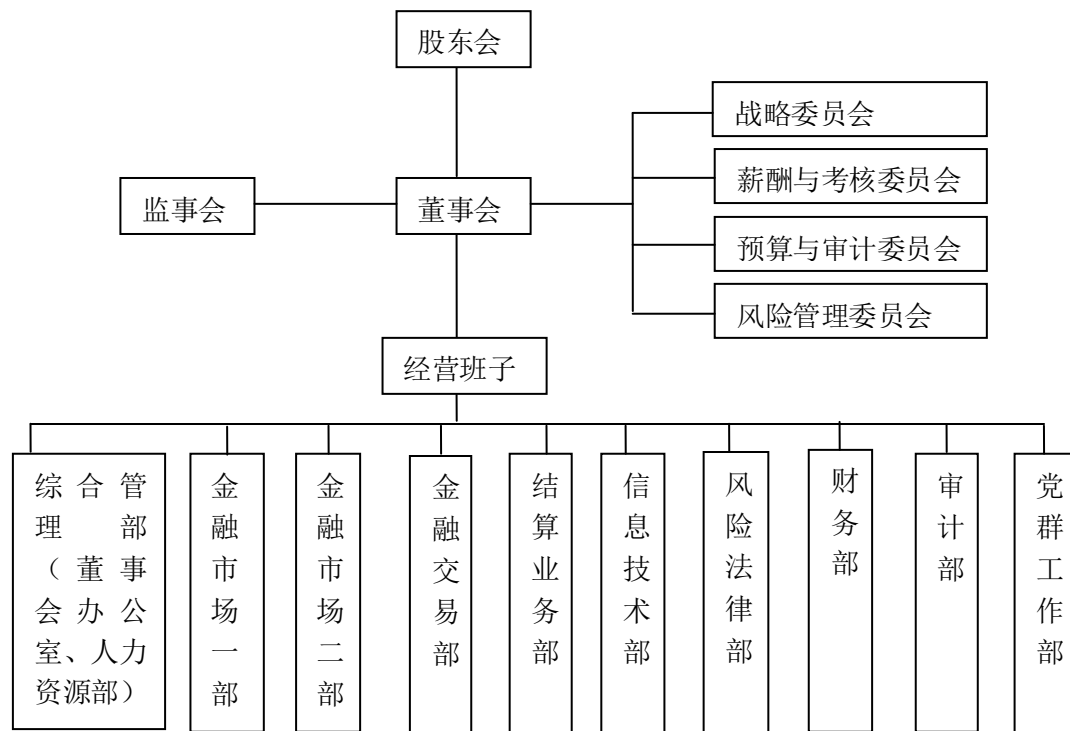 股东会
战略委员会
薪酬与考核委员会
监事会
董事会
预算与审计委员会
风险管理委员会
经营班子
综合管
理部
（董事
会办公
室、人力
资源部）
金融市场一部
金融市场二部
金融交易部
结算业务部
信息技术部
风险法律部
财务部
审计部
党群工作部